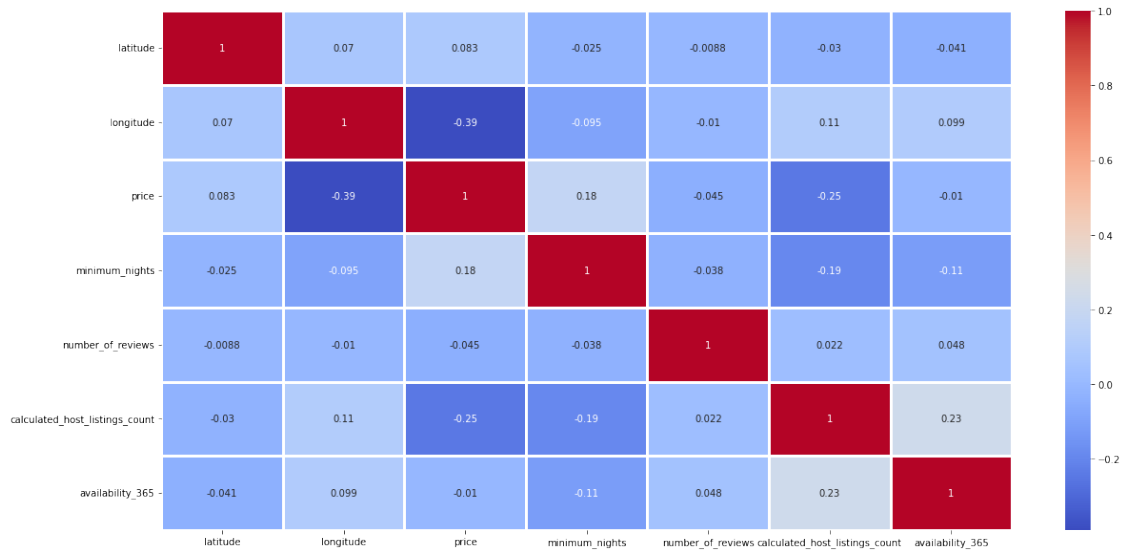 latitude 1 0.07 0.083 -0.025 -0.0088 -0.03 -0.041
longitude 0.07 1 -0.39 -0.095 -0.01 0.11 0.099
price 0.083 -0.39 1 0.18 -0.045 -0.25 -0.01
minimum_nights -0.025 -0.095 0.18 1 -0.038 -0.19 -0.11
number_of_reviews -0.0088 -0.01 -0.045 -0.038 1 0.022 0.048
calculated_host_listings_count -0.03 0.11 -0.25 -0.19 0.022 1 0.23
availability_365 -0.041 0.099 -0.01 -0.11 0.048 0.23 1
latitude longitude price minimum_nights number_of_reviews calculated_host_listings_count availability_365
1.0
0.8
0.6
0.4
0.2
0.0
−0.2